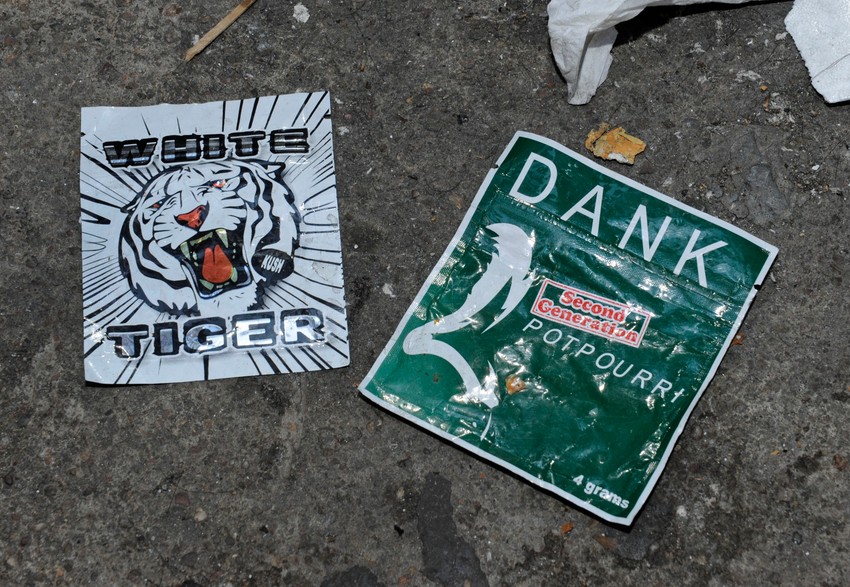 WHITE
KUSH
TIGER
DANK
Second
Generation
POTPOURRI
4 grams